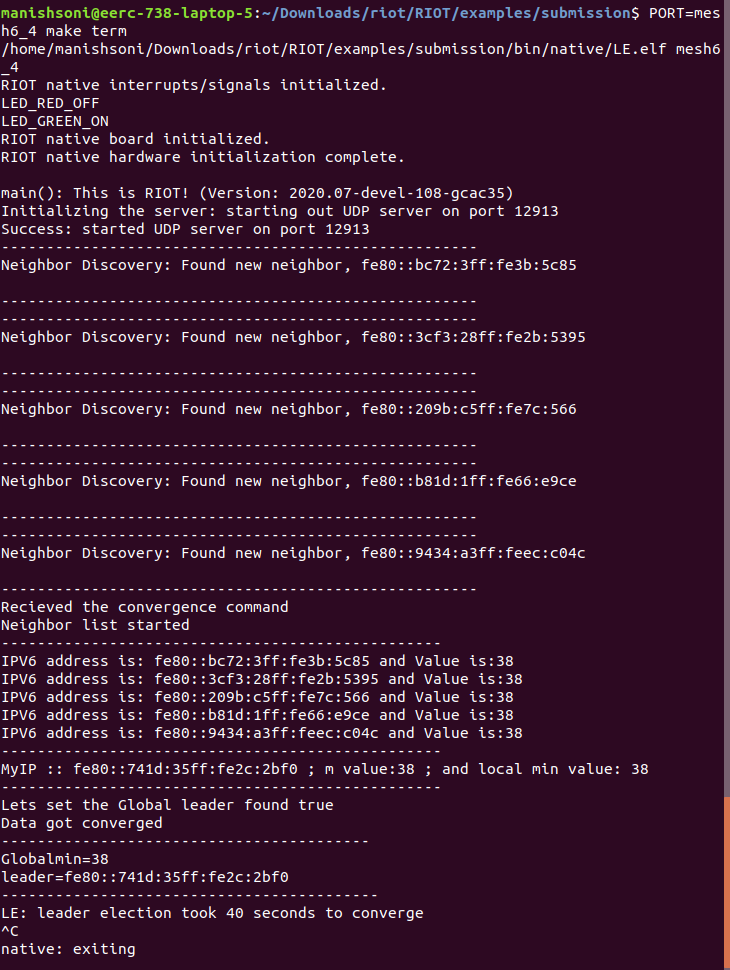 manishsoni@eerc-738-laptop-5:~/Downloads/riot/RIOT/examples/submission$ PORT=mes
h6_4 make term
/home/manishsoni/Downloads/riot/RIOT/examples/submission/bin/native/LE.elf mesh6
_4
RIOT native interrupts/signals initialized.
LED_RED_OFF
LED_GREEN_ON
RIOT native board initialized.
RIOT native hardware initialization complete.

main(): This is RIOT! (Version: 2020.07-devel-108-gcac35)
Initializing the server: starting out UDP server on port 12913
Success: started UDP server on port 12913
-----------------------------------------------------
Neighbor Discovery: Found new neighbor, fe80::bc72:3ff:fe3b:5c85

-----------------------------------------------------
-----------------------------------------------------
Neighbor Discovery: Found new neighbor, fe80::3cf3:28ff:fe2b:5395

-----------------------------------------------------
-----------------------------------------------------
Neighbor Discovery: Found new neighbor, fe80::209b:c5ff:fe7c:566

-----------------------------------------------------
-----------------------------------------------------
Neighbor Discovery: Found new neighbor, fe80::b81d:1ff:fe66:e9ce

-----------------------------------------------------
-----------------------------------------------------
Neighbor Discovery: Found new neighbor, fe80::9434:a3ff:feec:c04c

-----------------------------------------------------
Recieved the convergence command
Neighbor list started
-------------------------------------------------
IPV6 address is: fe80::bc72:3ff:fe3b:5c85 and Value is:38
IPV6 address is: fe80::3cf3:28ff:fe2b:5395 and Value is:38
IPV6 address is: fe80::209b:c5ff:fe7c:566 and Value is:38
IPV6 address is: fe80::b81d:1ff:fe66:e9ce and Value is:38
IPV6 address is: fe80::9434:a3ff:feec:c04c and Value is:38
-------------------------------------------------
MyIP :: fe80::741d:35ff:fe2c:2bf0 ; m value:38 ; and local min value: 38
-------------------------------------------------
Lets set the Global leader found true
Data got converged
-----------------------------------------
Globalmin=38
leader=fe80::741d:35ff:fe2c:2bf0
------------------------------------------
LE: leader election took 40 seconds to converge
^C
native: exiting